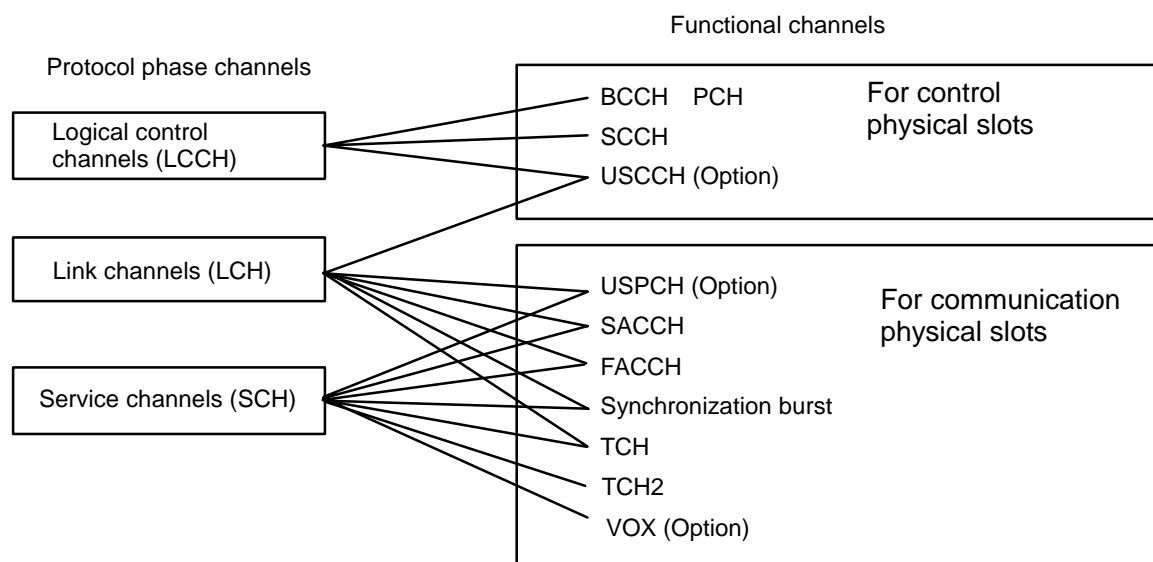 Functional channels
Protocol phase channels
BCCH PCH
For control
physical slots
Logical control
channels (LCCH)
SCCH
USCCH (Option)
Link channels (LCH)
USPCH (Option)
For communication
physical slots
SACCH
FACCH
Service channels (SCH)
Synchronization burst
TCH
TCH2
VOX (Option)